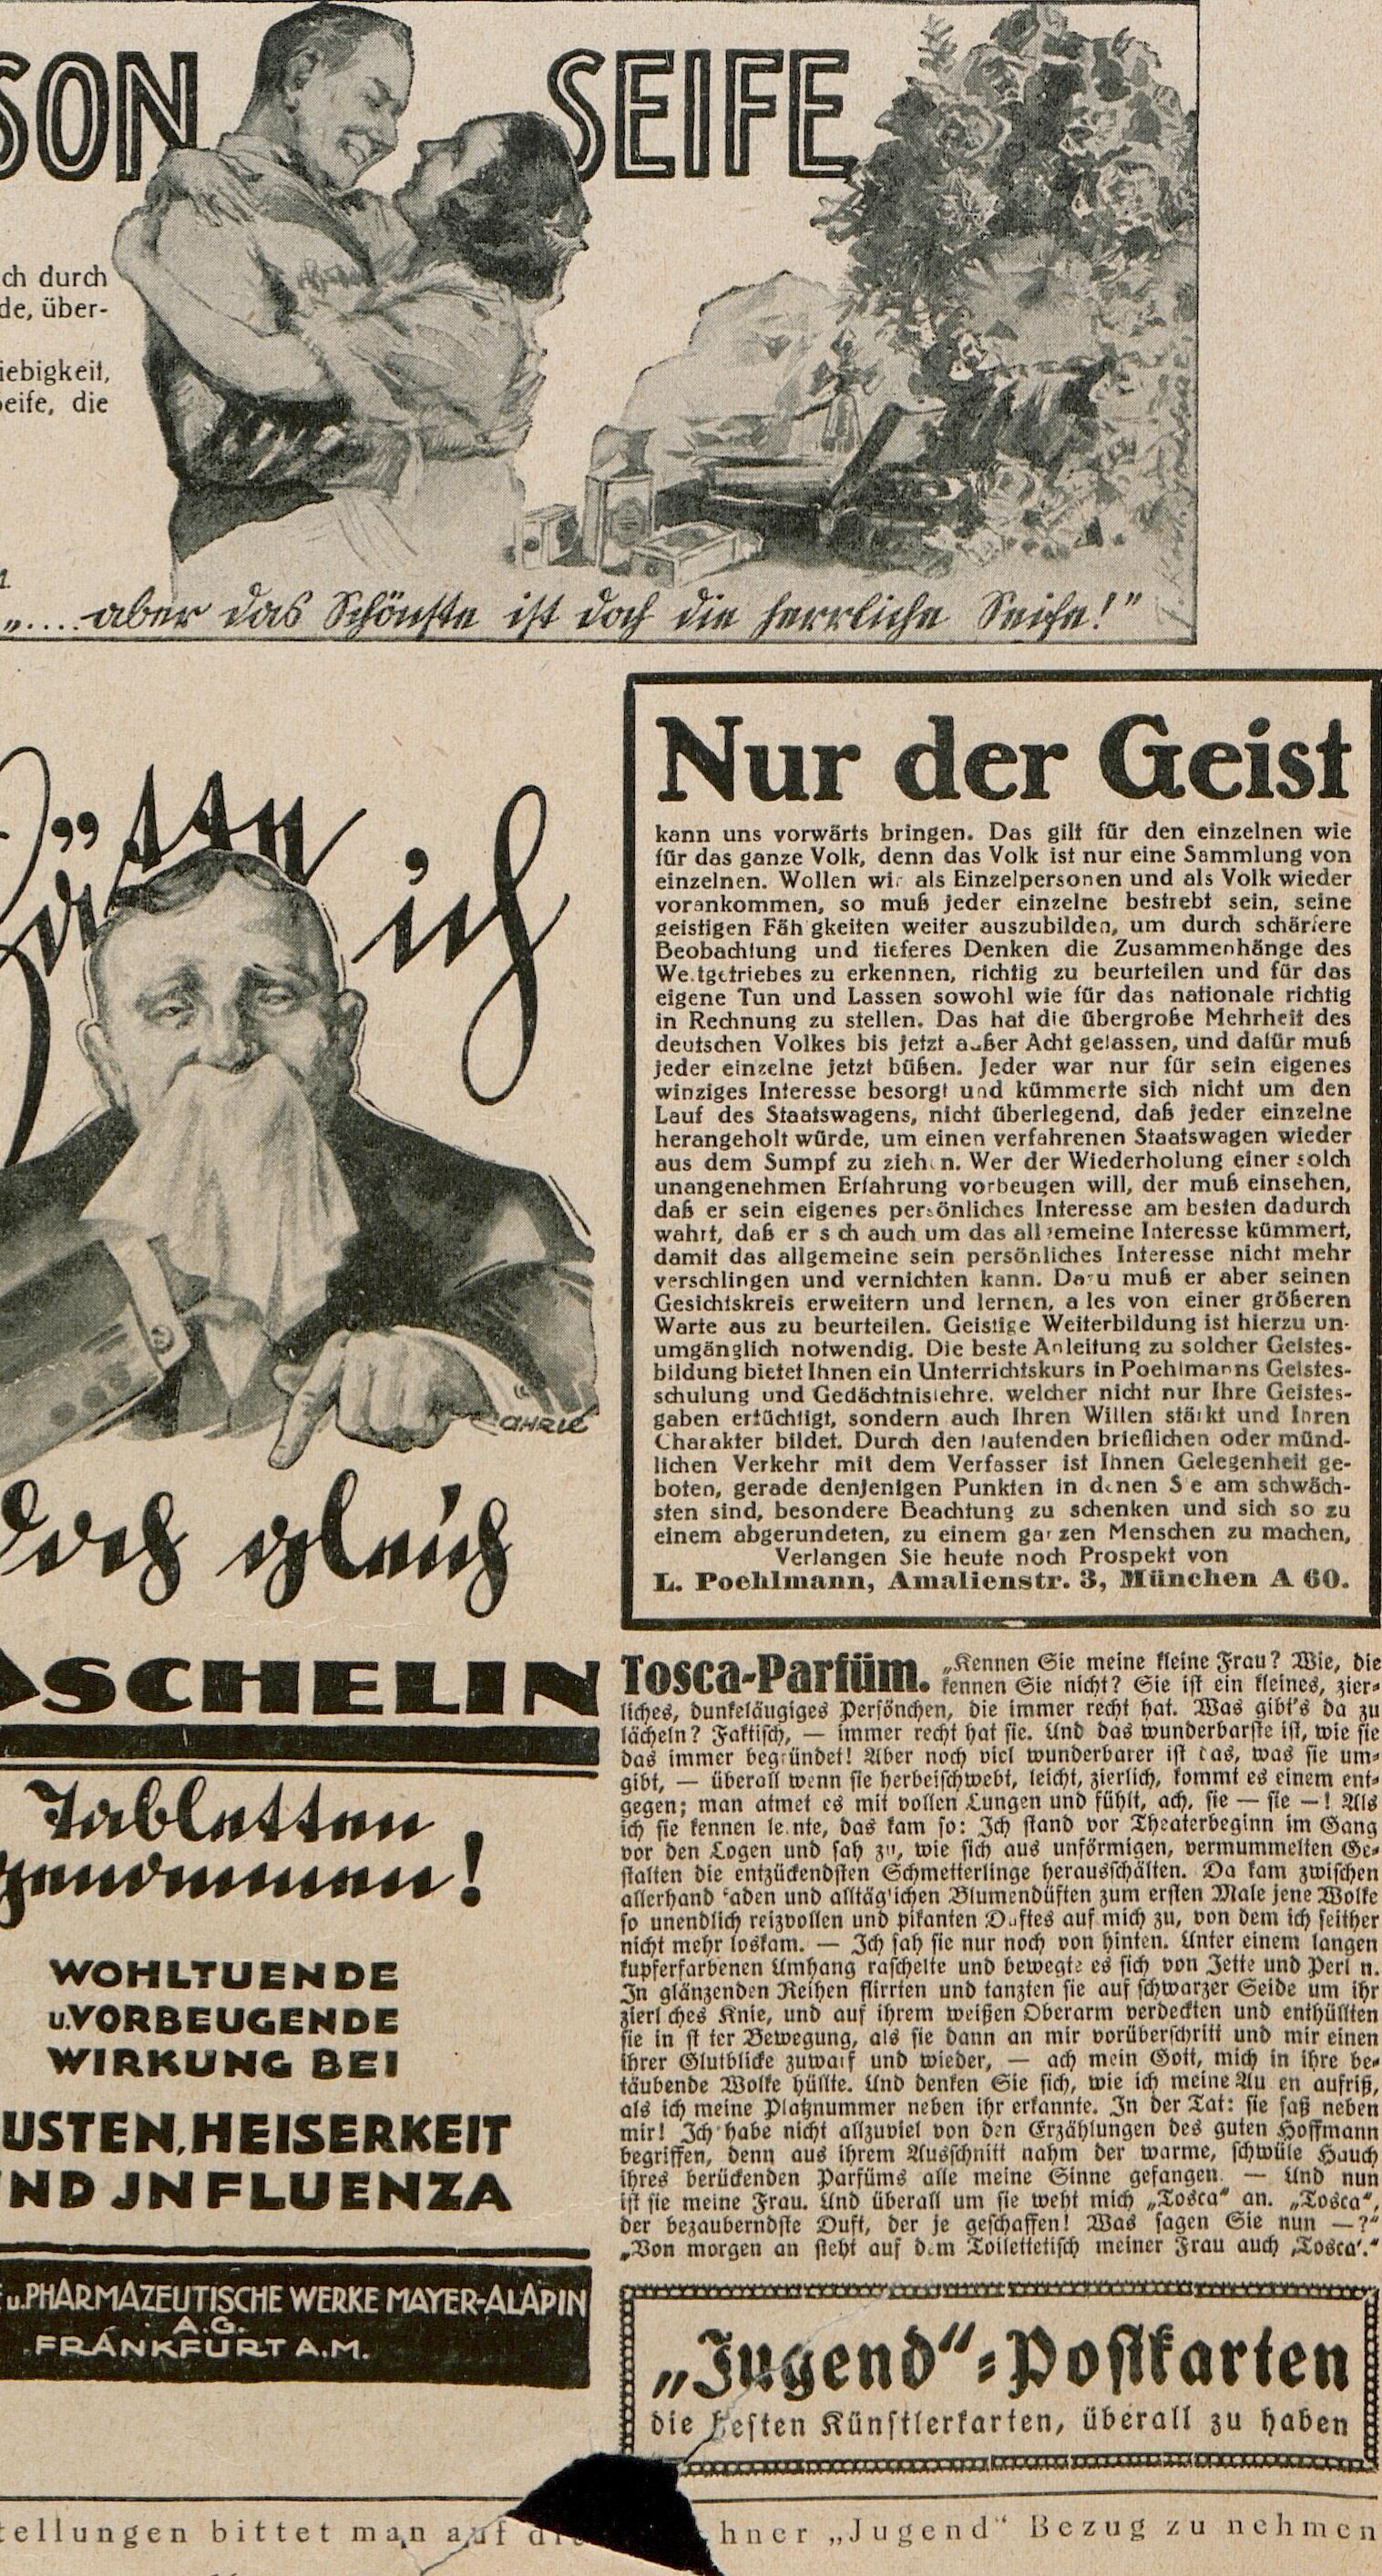 SON SEIFE
ch durch
de, über-
iebigkeit,
eife, die
„....aber das Schönste ist doch die herrliche Seife!"
Hätte ich
doch gleich
ASCHELIN
Tabletten
genommen!
WOHLTUENDE
u.VORBEUGENDE
WIRKUNG BEI
USTEN, HEISERKEIT
ND JNFLUENZA
u.PHARMAZEUTISCHE WERKE MAYER-ALAPIN
A.G.
FRANKFURT A.M.
Nur der Geist
kann uns vorwärts bringen. Das gilt für den einzelnen wie
für das ganze Volk, denn das Volk ist nur eine Sammlung von
einzelnen. Wollen wir als Einzelpersonen und als Volk wieder
vorankommen, so muß jeder einzelne bestrebt sein, seine
geistigen Fäh gkeiten weiter auszubilden, um durch schärfere
Beobachtung und tieferes Denken die Zusammenhänge des
We.tgetriebes zu erkennen, richtig zu beurteilen und für das
eigene Tun und Lassen sowohl wie für das nationale richtig
in Rechnung zu stellen. Das hat die übergroße Mehrheit des
deutschen Volkes bis jetzt außer Acht gelassen, und dafür muß
jeder einzelne jetzt büßen. Jeder war nur für sein eigenes
winziges Interesse besorgt und kümmerte sich nicht um den
Lauf des Staatswagens, nicht überlegend, daß jeder einzelne
herangeholt würde, um einen verfahrenen Staatswagen wieder
aus dem Sumpf zu ziehen. Wer der Wiederholung einer solch
unangenehmen Erfahrung vorbeugen will, der muß einsehen,
daß er sein eigenes persönliches Interesse am besten dadurch
wahrt, daß er s ch auch um das allgemeine Interesse kümmert,
damit das allgemeine sein persönliches Interesse nicht mehr
verschlingen und vernichten kann. Dazu muß er aber seinen
Gesichtskreis erweitern und lernen, a les von einer größeren
Warte aus zu beurteilen. Geistige Weiterbildung ist hierzu un-
umgänglich notwendig. Die beste Anleitung zu solcher Geistes-
bildung bietet Ihnen ein Unterrichtskurs in Poehlmanns Geistes-
schulung und Gedächtnislehre, welcher nicht nur Ihre Geistes-
gaben ertüchtigt, sondern auch Ihren Willen stärkt und Ihren
Charakter bildet. Durch den laufenden brieflichen oder münd-
lichen Verkehr mit dem Verfasser ist Ihnen Gelegenheit ge-
boten, gerade denjenigen Punkten in denen S e am schwäch-
sten sind, besondere Beachtung zu schenken und sich so zu
einem abgerundeten, zu einem ganzen Menschen zu machen,
Verlangen Sie heute noch Prospekt von
L. Poehlmann, Amalienstr. 3, München A 60.
Tosca-Parfüm. „Kennen Sie meine kleine Frau? Wie, die
kennen Sie nicht? Sie ist ein kleines, zier-
liches, dunkeläugiges Persönchen, die immer recht hat. Was gibt's da zu
lächeln? Faktisch, — immer recht hat sie. Und das wunderbarste ist, wie sie
das immer begründet! Aber noch viel wunderbarer ist das, was sie um-
gibt, — überall wenn sie herbeischwebt, leicht, zierlich, kommt es einem ent-
gegen; man atmet es mit vollen Lungen und fühlt, ach, sie — sie —! Als
ich sie kennen le.nte, das kam so: Ich stand vor Theaterbeginn im Gang
vor den Logen und sah zu, wie sich aus unförmigen, vermummelten Ge-
stalten die entzückendsten Schmetterlinge herausschälten. Da kam zwischen
allerhand faden und alltäglichen Blumendüften zum ersten Male jene Wolke
so unendlich reizvollen und pikanten Duftes auf mich zu, von dem ich seither
nicht mehr loskam. — Ich sah sie nur noch von hinten. Unter einem langen
kupferfarbenen Umhang raschelte und bewegte es sich von Jette und Perl n.
In glänzenden Reihen flirrten und tanzten sie auf schwarzer Seide um ihr
zierl ches Knie, und auf ihrem weißen Oberarm verdeckten und enthüllten
sie in st ter Bewegung, als sie dann an mir vorüberschritt und mir einen
ihrer Glutblicke zuwarf und wieder, — ach mein Gott, mich in ihre be-
täubende Wolke hüllte. Und denken Sie sich, wie ich meine Au en aufriß,
als ich meine Platznummer neben ihr erkannte. In der Tat: sie saß neben
mir! Ich habe nicht allzuviel von den Erzählungen des guten Hoffmann
begriffen, denn aus ihrem Ausschnitt nahm der warme, schwüle Hauch
ihres berückenden Parfüms alle meine Sinne gefangen. — Und nun
ist sie meine Frau. Und überall um sie weht mich „Tosca" an. „Tosca",
der bezauberndste Duft, der je geschaffen! Was sagen Sie nun —?"
„Von morgen an steht auf dem Toilettetisch meiner Frau auch ‚Tosca'."
„Jugend"-Postkarten
die besten Künstlerkarten, überall zu haben
tellungen bittet man auf die hner „Jugend" Bezug zu nehmen